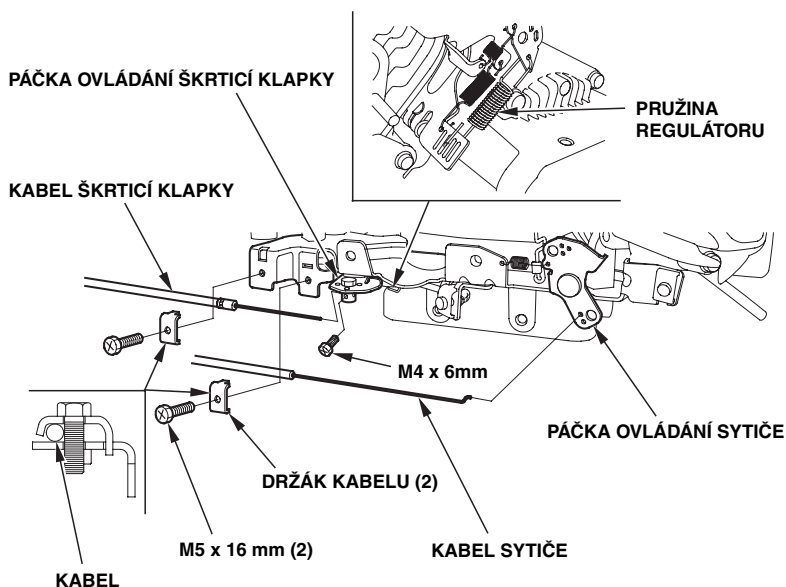 PÁČKA OVLÁDÁNÍ ŠKRTICÍ KLAPKY
PRUŽINA
REGULÁTORU
KABEL ŠKRTICÍ KLAPKY
M4 x 6mm
PÁČKA OVLÁDÁNÍ SYTIČE
DRŽÁK KABELU (2)
M5 x 16 mm (2)
KABEL SYTIČE
KABEL